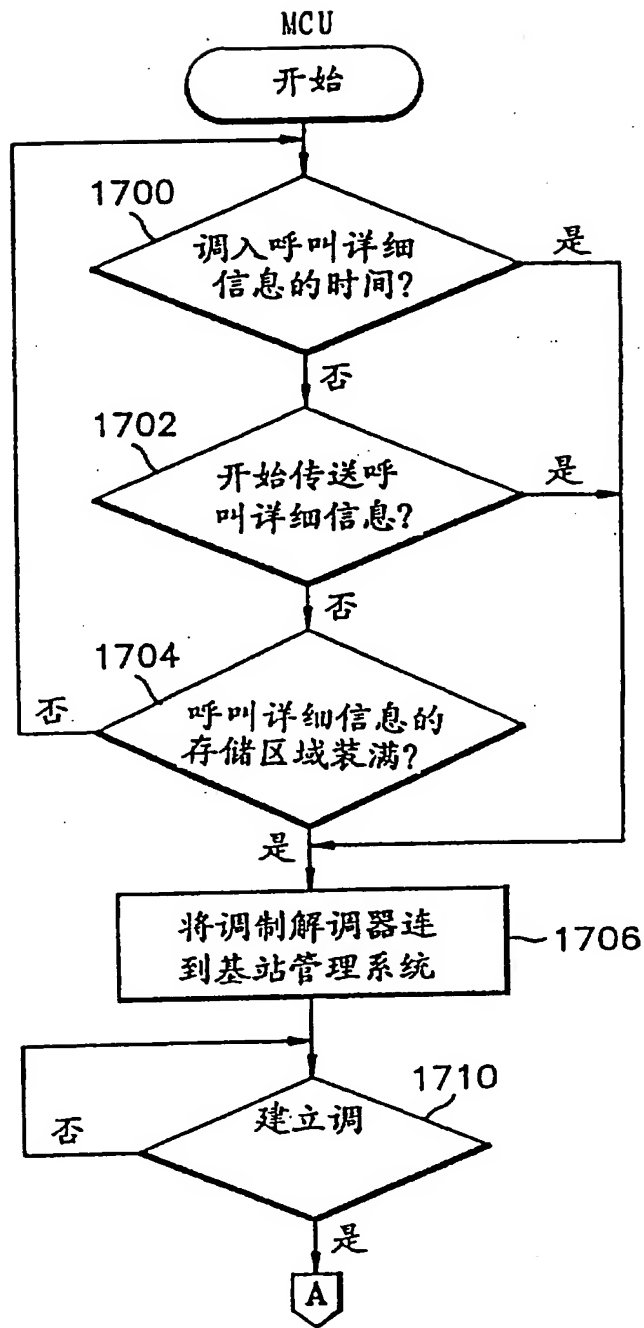 MCU
开始
1700
调入呼叫详细
信息的时间?
是
否
1702
开始传送呼
叫详细信息?
是
否
1704
否
呼叫详细信息的
存储区域装满?
是
将调制解调器连
到基站管理系统
1706
1710
建立调
否
是
A